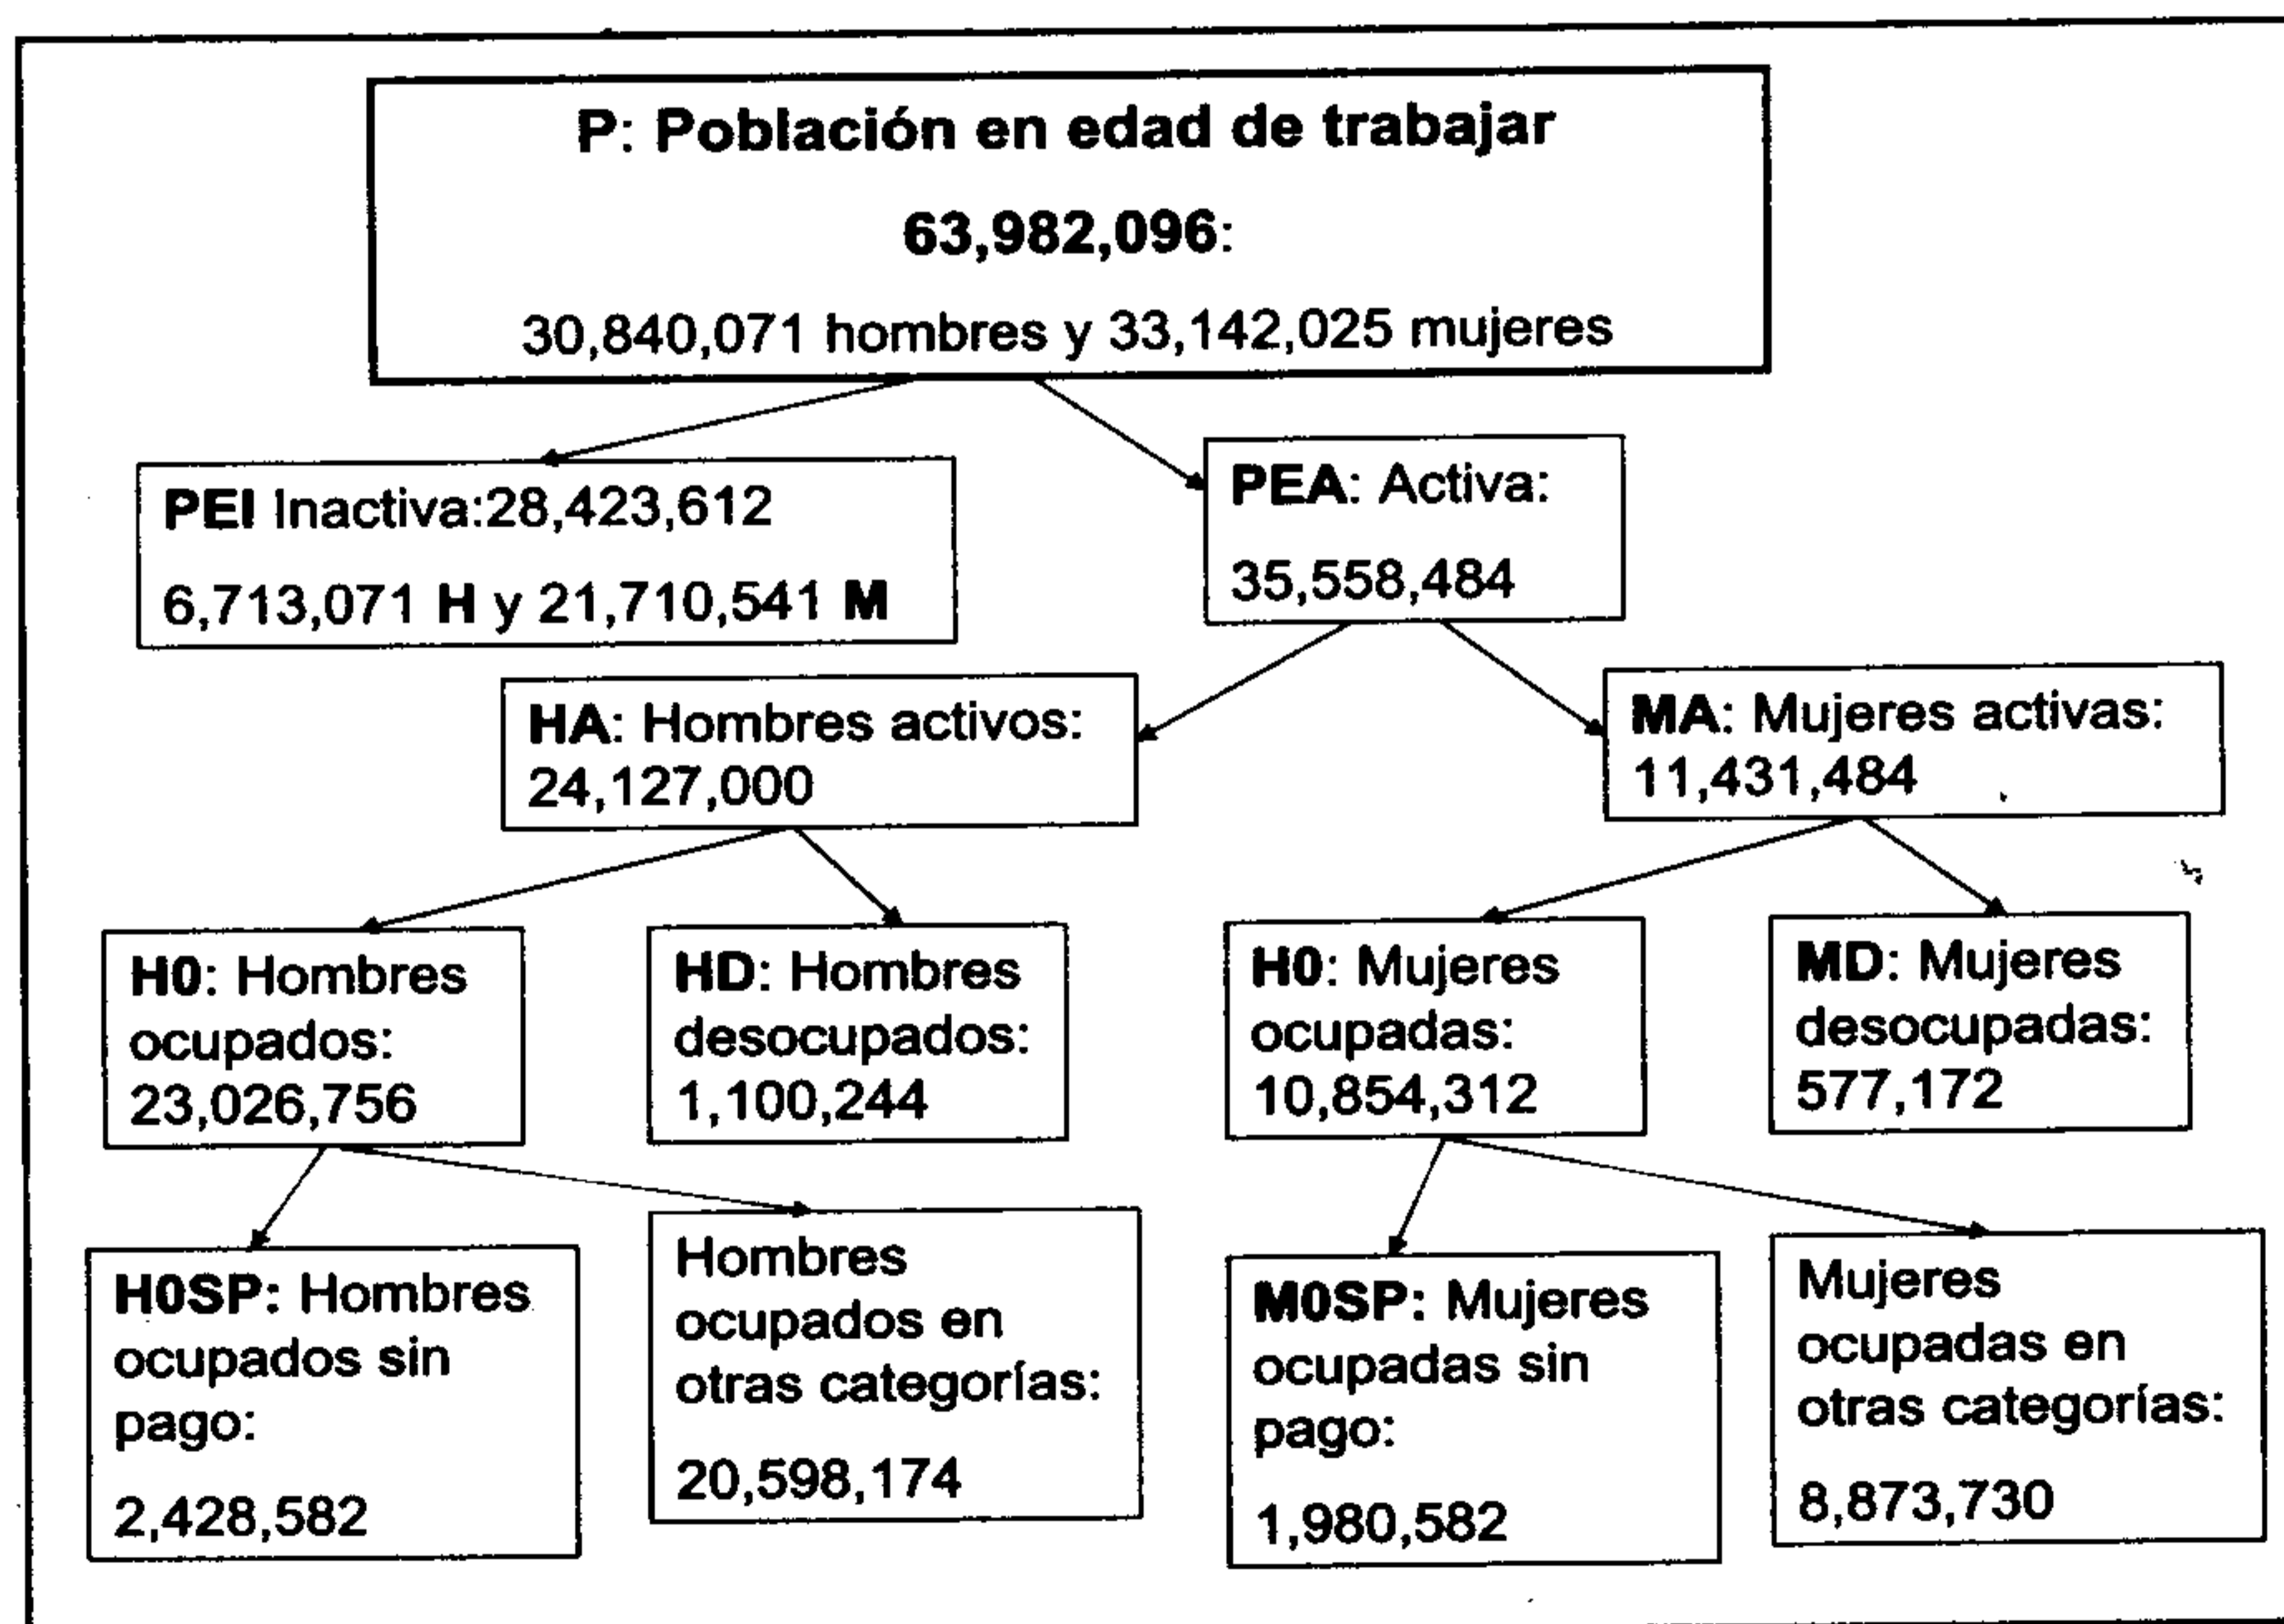 P: Población en edad de trabajar
63,982,096:
30,840,071 hombres y 33,142,025 mujeres
PEI Inactiva:28,423,612
6,713,071 H y 21,710,541 M
PEA: Activa:
35,558,484
HA: Hombres activos:
24,127,000
MA: Mujeres activas:
11,431,484
H0: Hombres
ocupados:
23,026,756
HD: Hombres
desocupados:
1,100,244
H0: Mujeres
ocupadas:
10,854,312
MD: Mujeres
desocupadas:
577,172
H0SP: Hombres
ocupados sin
pago:
2,428,582
Hombres
ocupados en
otras categorías:
20,598,174
M0SP: Mujeres
ocupadas sin
pago:
1,980,582
Mujeres
ocupadas en
otras categorías:
8,873,730